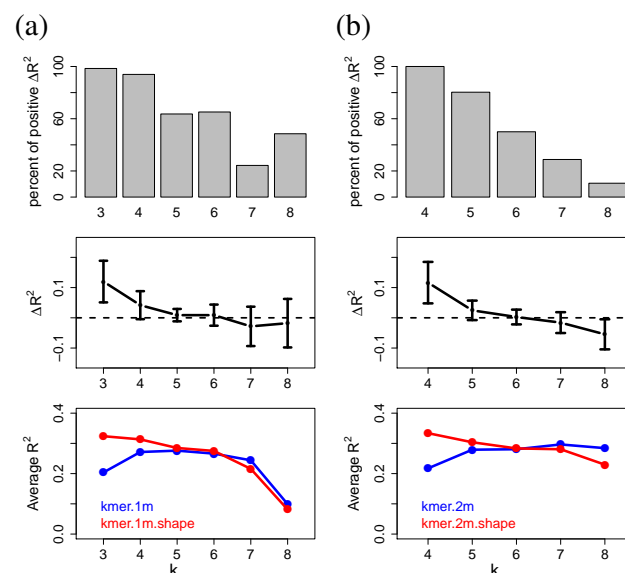 (a)
percent of positive ΔR²
100
60
20
0
3 4 5 6 7 8
ΔR²
0.1
−0.1
3 4 5 6 7 8
Average R²
0.4
0.2
0.0
kmer.1m
kmer.1m.shape
3 4 5 6 7 8
k
(b)
percent of positive ΔR²
100
60
20
0
4 5 6 7 8
ΔR²
0.1
−0.1
4 5 6 7 8
Average R²
0.4
0.2
0.0
kmer.2m
kmer.2m.shape
4 5 6 7 8
k